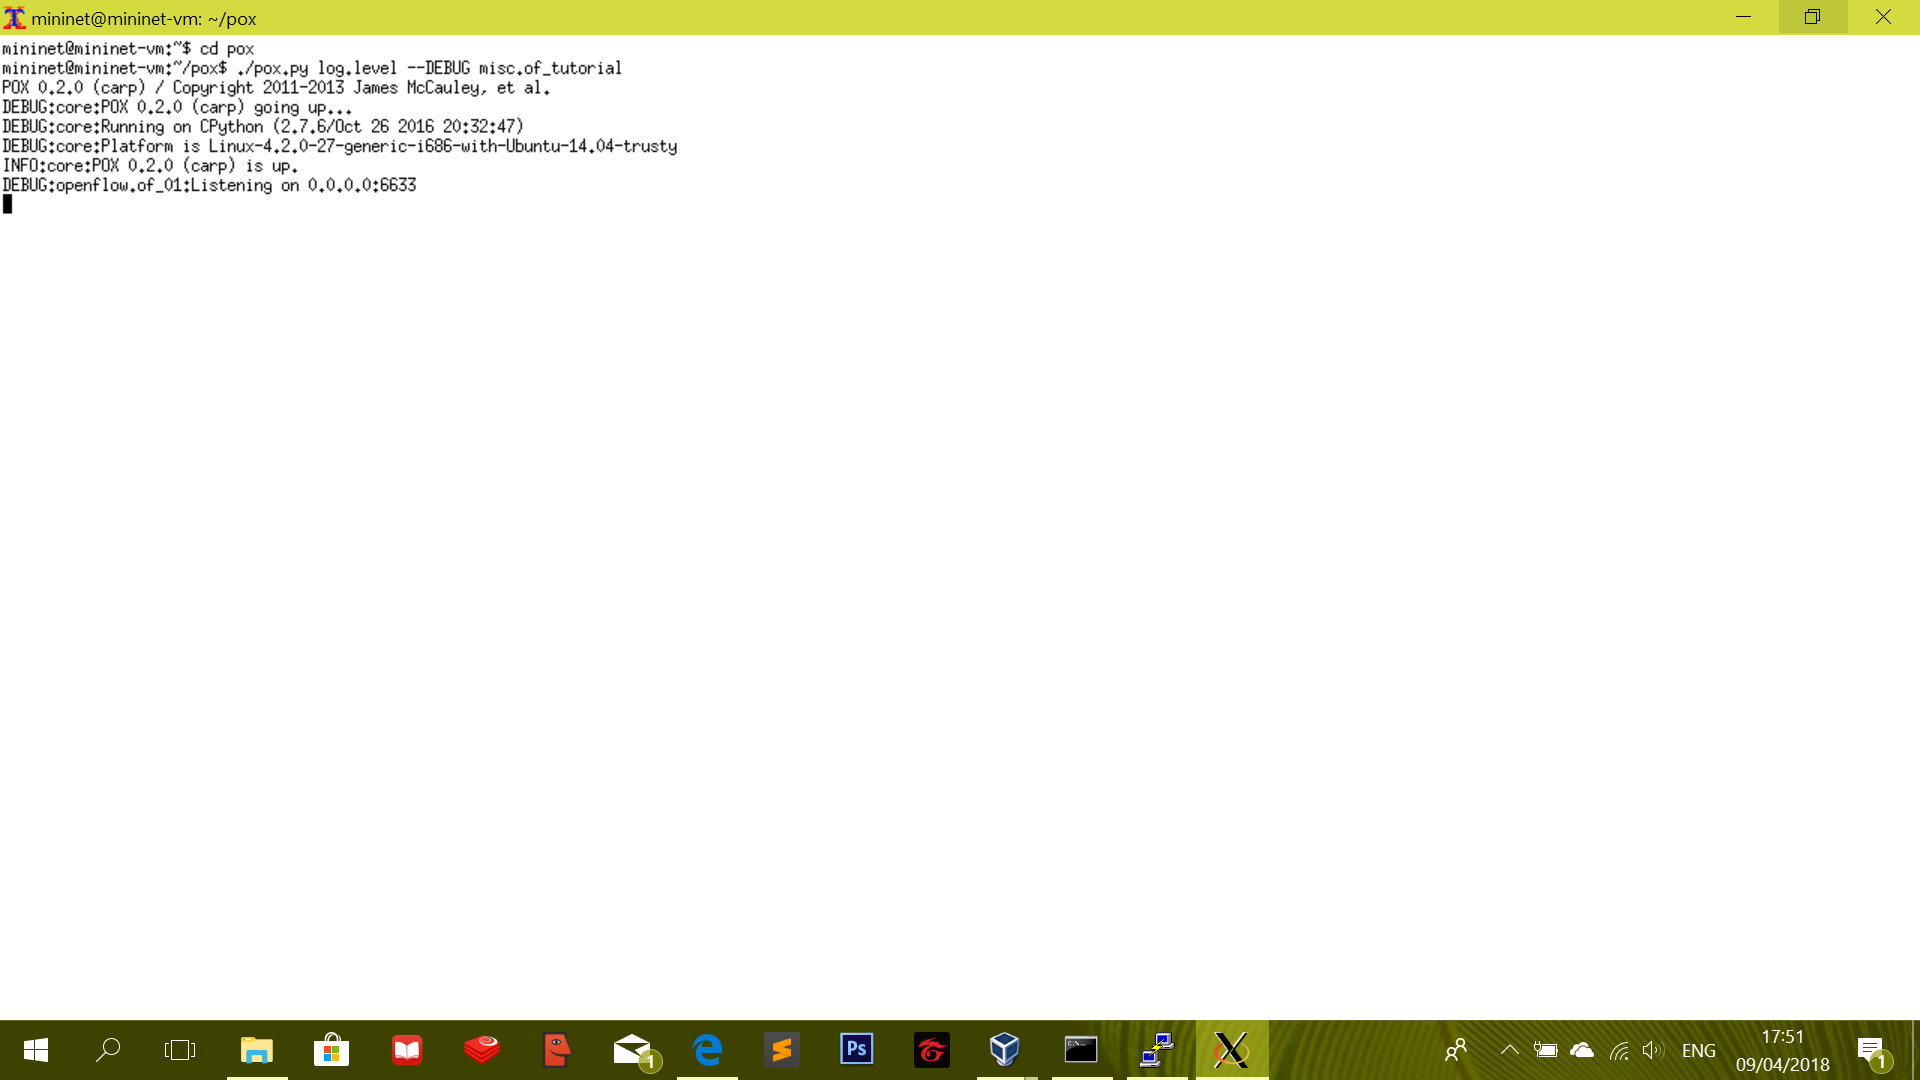 mininet@mininet-vm: ~/pox
mininet@mininet-vm:~$ cd pox
mininet@mininet-vm:~/pox$ ./pox.py log.level --DEBUG misc.of_tutorial
POX 0.2.0 (carp) / Copyright 2011-2013 James McCauley, et al.
DEBUG:core:POX 0.2.0 (carp) going up...
DEBUG:core:Running on CPython (2.7.6/Oct 26 2016 20:32:47)
DEBUG:core:Platform is Linux-4.2.0-27-generic-i686-with-Ubuntu-14.04-trusty
INFO:core:POX 0.2.0 (carp) is up.
DEBUG:openflow.of_01:Listening on 0.0.0.0:6633
1
Ps
ENG
17:51
09/04/2018
1